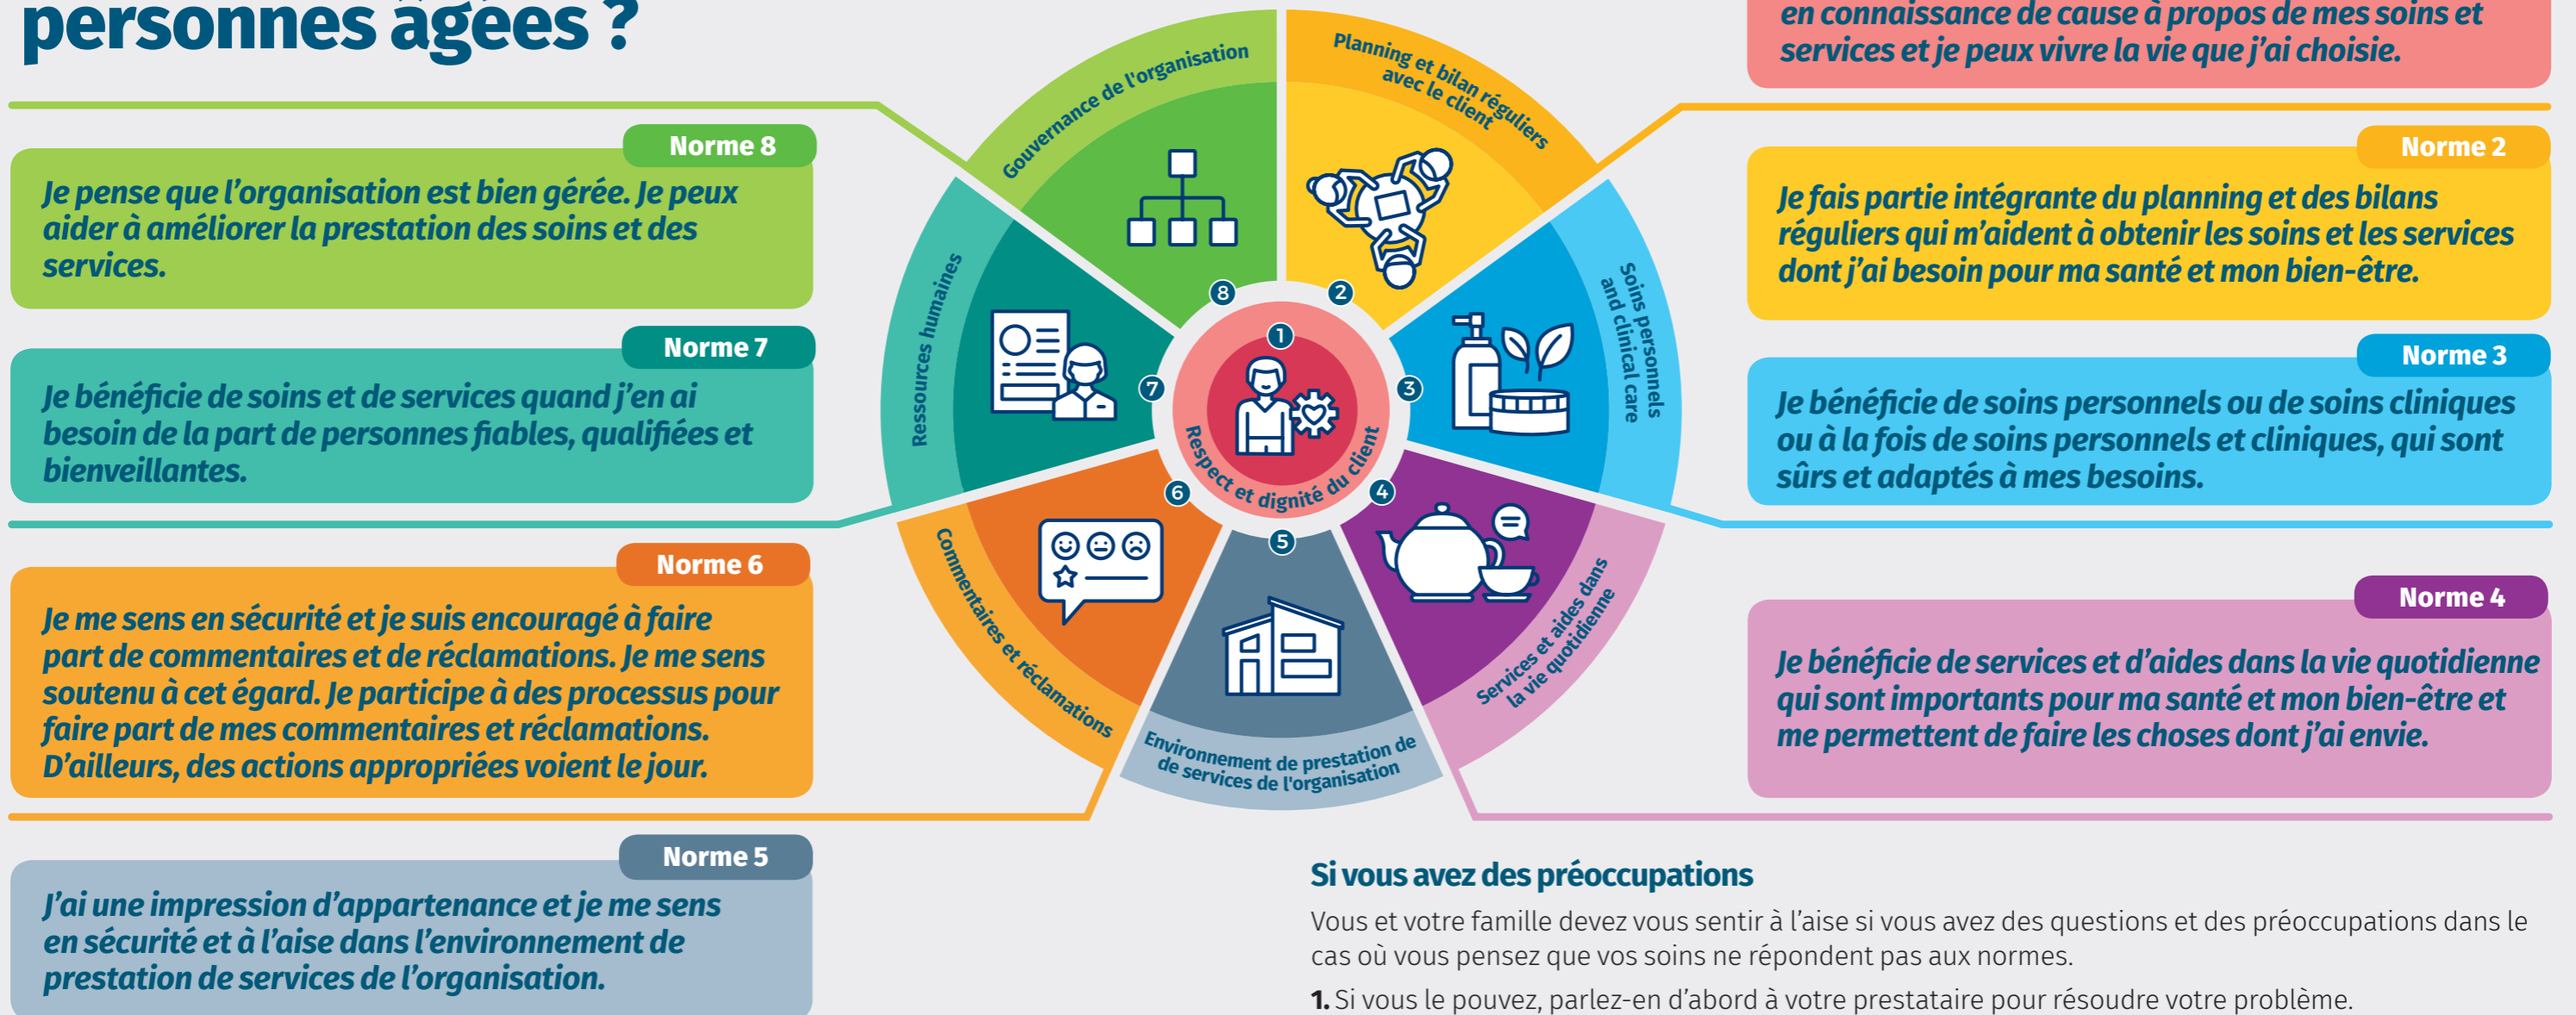 personnes âgées ?
en connaissance de cause à propos de mes soins et
services et je peux vivre la vie que j’ai choisie.
Norme 8
Je pense que l’organisation est bien gérée. Je peux
aider à améliorer la prestation des soins et des
services.
Norme 7
Je bénéficie de soins et de services quand j’en ai
besoin de la part de personnes fiables, qualifiées et
bienveillantes.
Norme 6
Je me sens en sécurité et je suis encouragé à faire
part de commentaires et de réclamations. Je me sens
soutenu à cet égard. Je participe à des processus pour
faire part de mes commentaires et réclamations.
D’ailleurs, des actions appropriées voient le jour.
Norme 5
J’ai une impression d’appartenance et je me sens
en sécurité et à l’aise dans l’environnement de
prestation de services de l’organisation.
Gouvernance de l'organisation
8
Planning et bilan réguliers
avec le client
2
Soins personnels
and clinical care
3
Services et aides dans
la vie quotidienne
4
Environnement de prestation de
de services de l'organisation
5
Commentaires et réclamations
6
Ressources humaines
7
1
Respect et dignité du client
Norme 2
Je fais partie intégrante du planning et des bilans
réguliers qui m’aident à obtenir les soins et les services
dont j’ai besoin pour ma santé et mon bien-être.
Norme 3
Je bénéficie de soins personnels ou de soins cliniques
ou à la fois de soins personnels et cliniques, qui sont
sûrs et adaptés à mes besoins.
Norme 4
Je bénéficie de services et d’aides dans la vie quotidienne
qui sont importants pour ma santé et mon bien-être et
me permettent de faire les choses dont j’ai envie.
Si vous avez des préoccupations
Vous et votre famille devez vous sentir à l’aise si vous avez des questions et des préoccupations dans le
cas où vous pensez que vos soins ne répondent pas aux normes.
1. Si vous le pouvez, parlez-en d’abord à votre prestataire pour résoudre votre problème.